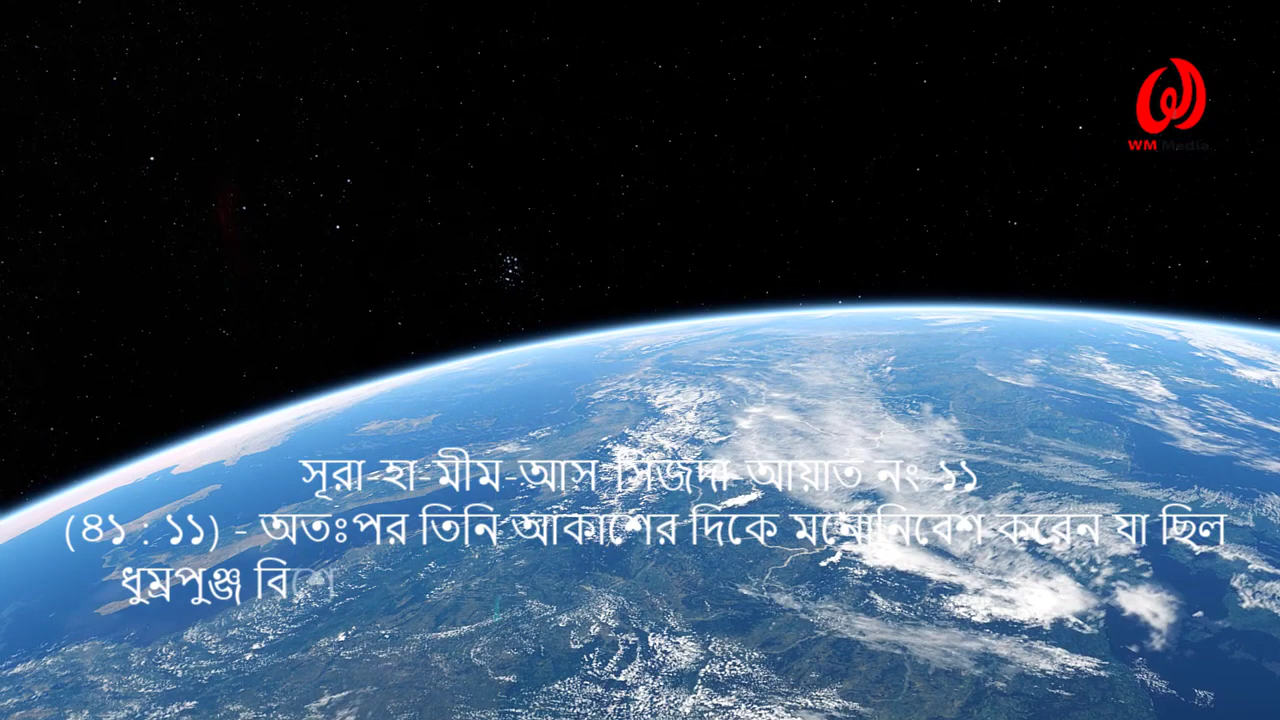 WM Media
সূরা-হা-মীম-আস-সিজদা-আয়াত নং-১১
(৪১ : ১১) - অতঃপর তিনি আকাশের দিকে মনোনিবেশ করেন যা ছিল
ধুম্রপুঞ্জ বিশে